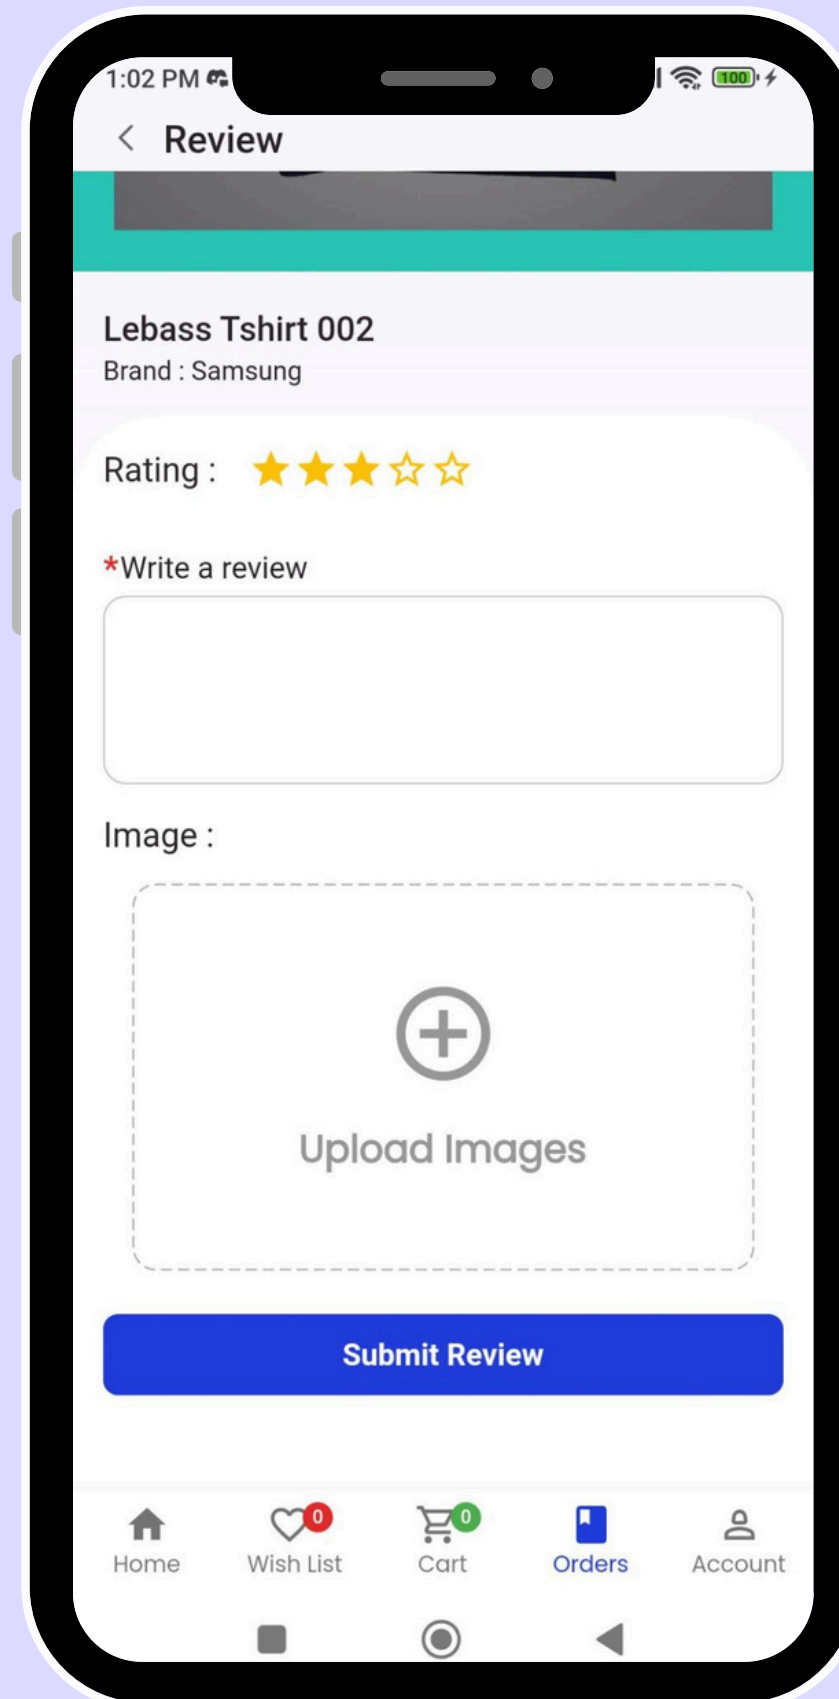 1:02 PM
100
Review
Lebass Tshirt 002
Brand : Samsung
Rating :
*Write a review
Image :
Upload Images
Submit Review
0
0
Home
Wish List
Cart
Orders
Account